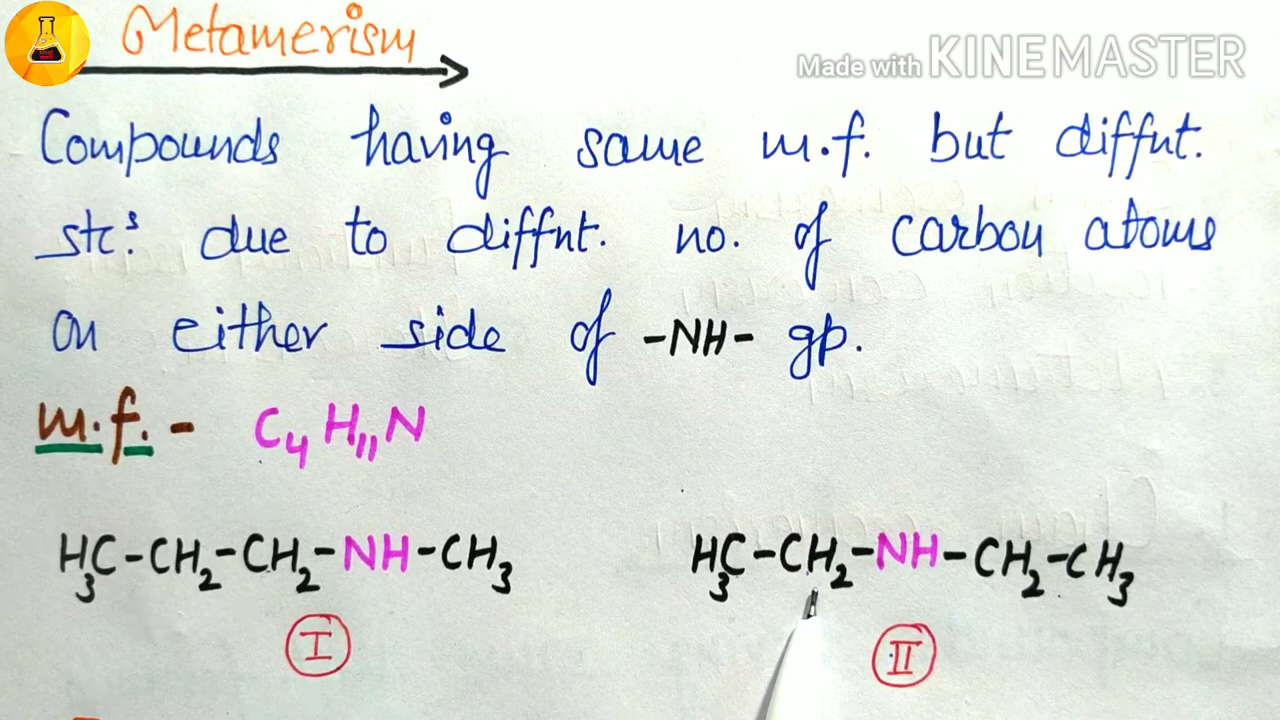 Metamerism
Made with KINEMASTER
Compounds having same m.f. but diffnt.
stc.s due to diffnt. no. of carbon atoms
on either side of -NH- gp.
m.f. - C4H11N
H3C-CH2-CH2-NH-CH3 H3C-CH2-NH-CH2-CH3
I II